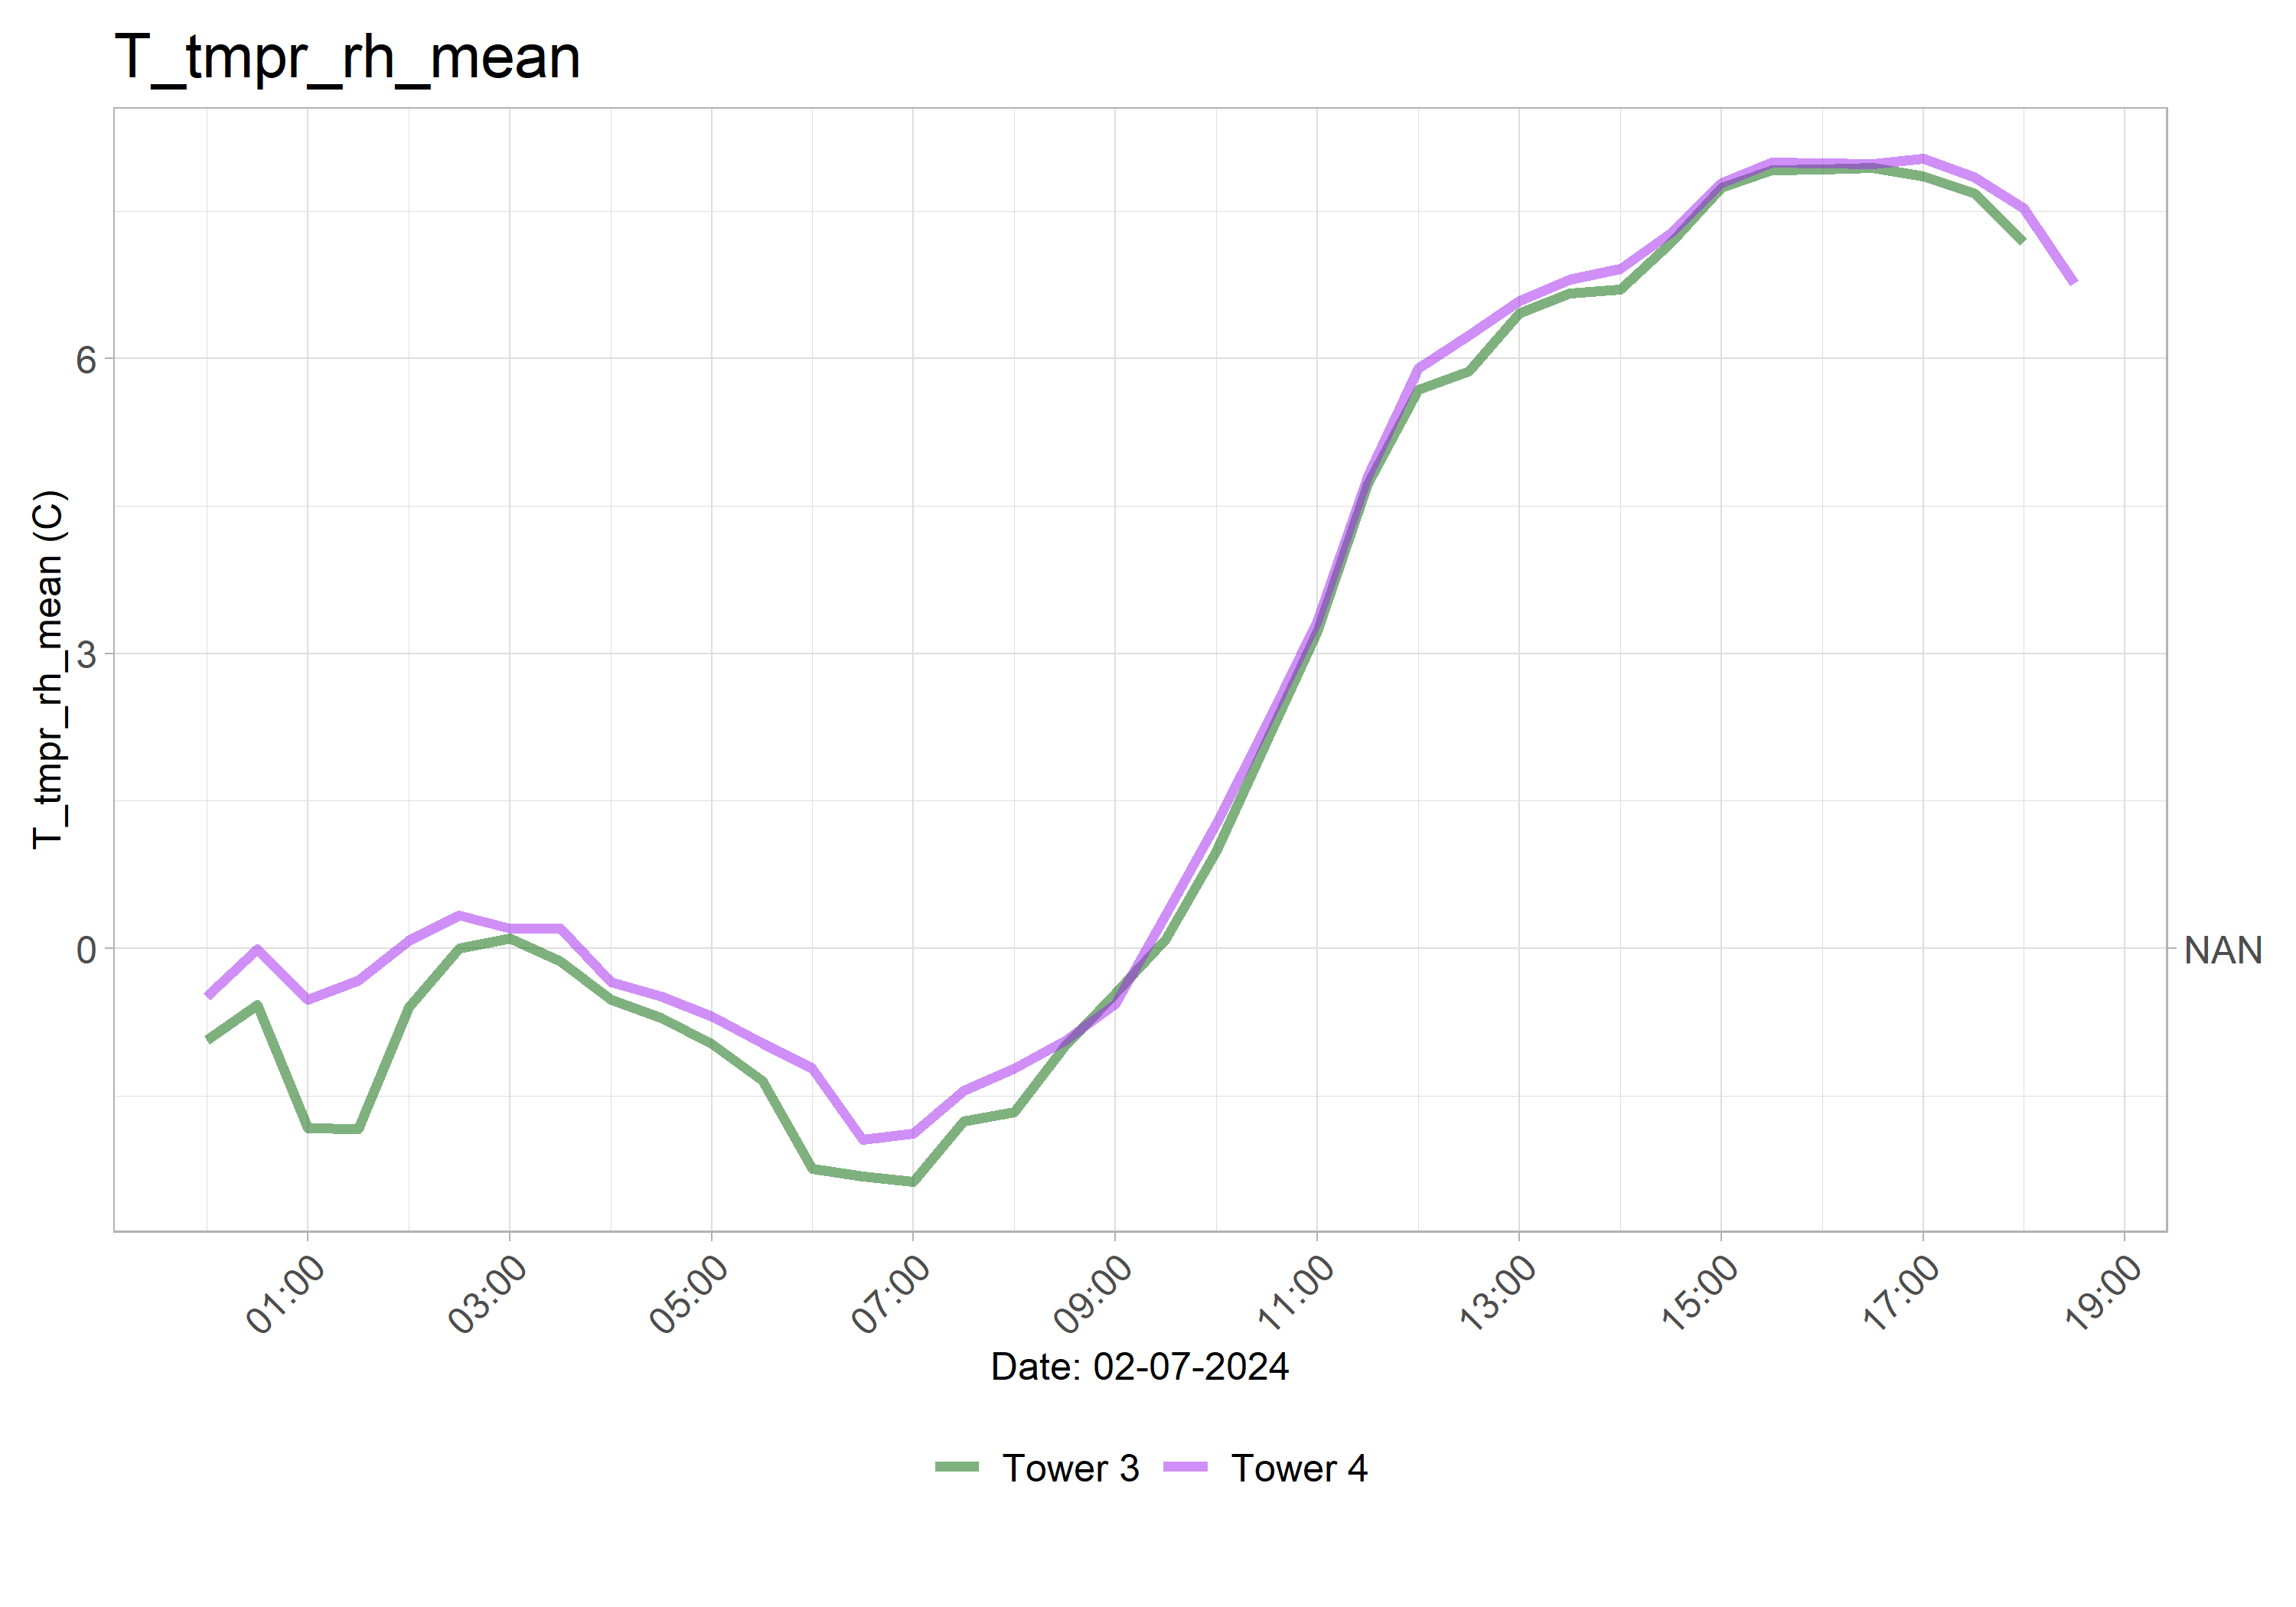 T_tmpr_rh_mean
T_tmpr_rh_mean (C)
6
3
0
NAN
01:00 03:00 05:00 07:00 09:00 11:00 13:00 15:00 17:00 19:00
Date: 02-07-2024
Tower 3 Tower 4